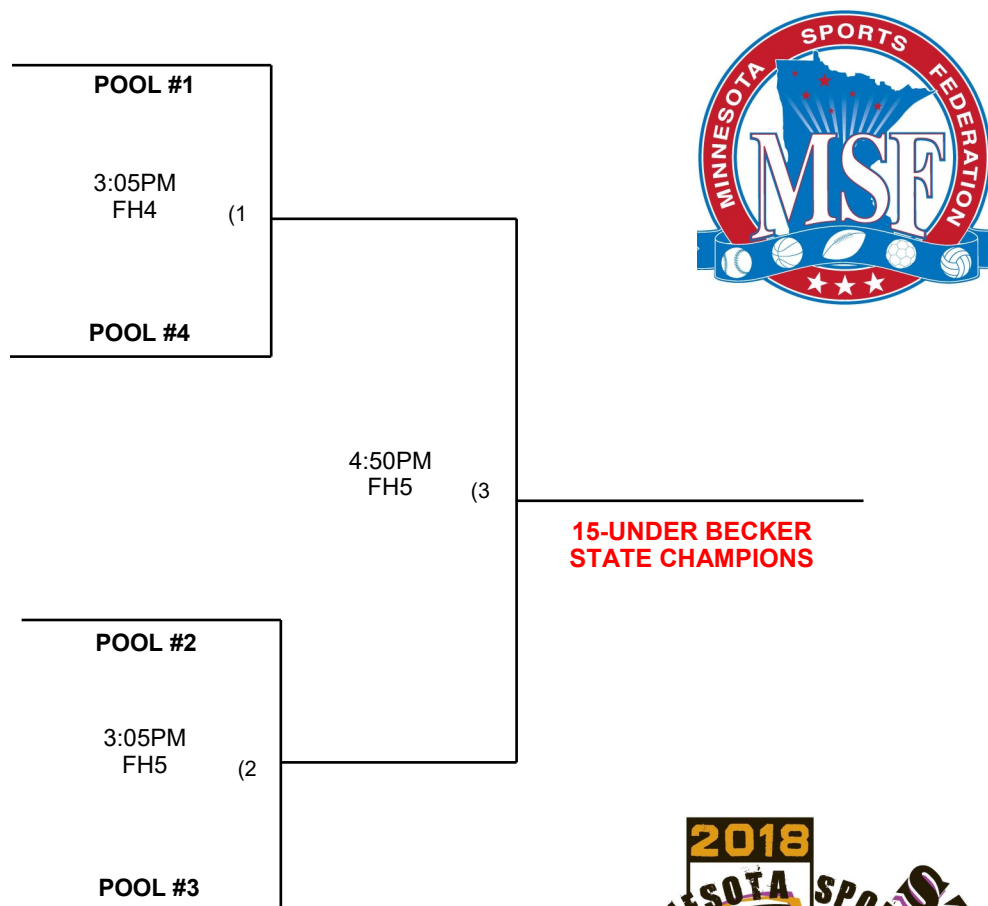 MINNESOTA SPORTS FEDERATION
MSF
POOL #1
3:05PM
FH4 (1
POOL #4
4:50PM
FH5 (3
15-UNDER BECKER
STATE CHAMPIONS
POOL #2
3:05PM
FH5 (2
POOL #3
2018